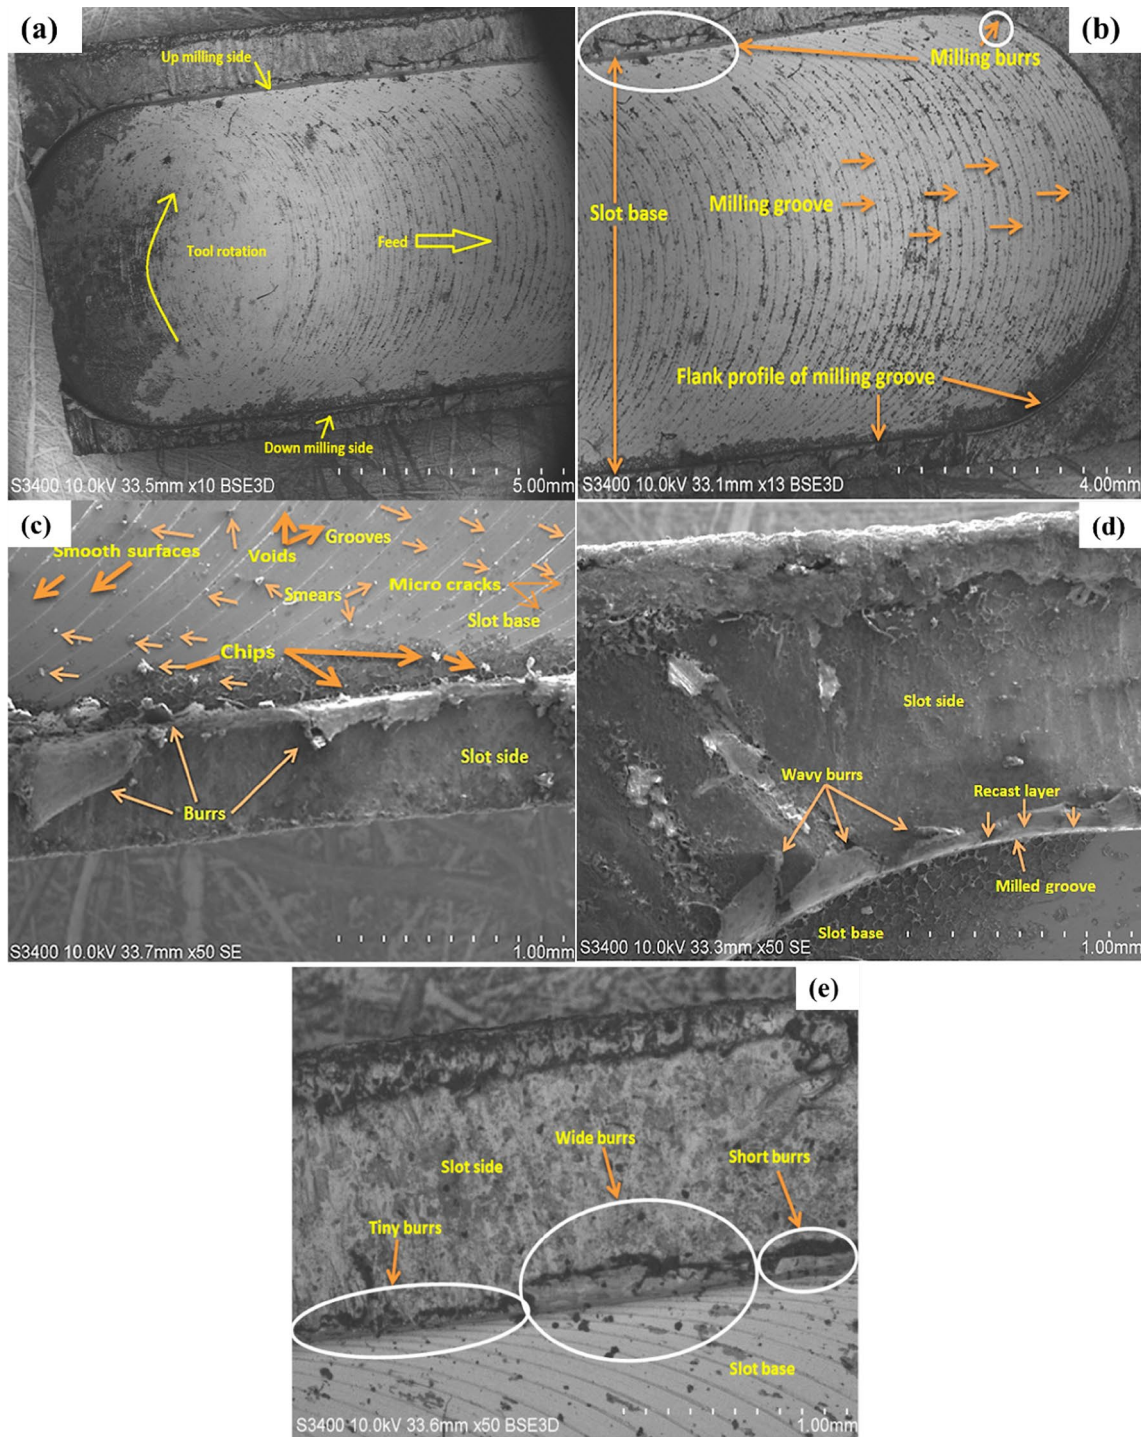 (a)
Up milling side
Tool rotation
Feed
Down milling side
S3400 10.0kV 33.5mm x10 BSE3D
5.00mm
(b)
Milling burrs
Slot base
Milling groove
Flank profile of milling groove
S3400 10.0kV 33.1mm x13 BSE3D
4.00mm
(c)
Grooves
Smooth surfaces
Voids
Micro cracks
Smears
Slot base
Chips
Slot side
Burrs
S3400 10.0kV 33.7mm x50 SE
1.00mm
(d)
Slot side
Wavy burrs
Recast layer
Milled groove
Slot base
S3400 10.0kV 33.3mm x50 SE
1.00mm
(e)
Wide burrs
Short burrs
Slot side
Tiny burrs
Slot base
S3400 10.0kV 33.6mm x50 BSE3D
1.00mm